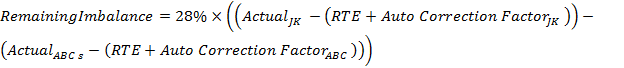 RemainingImbalance = 28% × ((Actual_JK − (RTE + Auto Correction Factor_JK)) −
(Actual_ABC s − (RTE + Auto Correction Factor_ABC)))